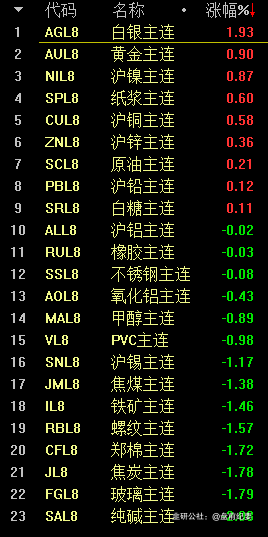 代码 名称 涨幅%↓
1 AGL8 白银主连 1.93
2 AUL8 黄金主连 0.90
3 NIL8 沪镍主连 0.87
4 SPL8 纸浆主连 0.60
5 CUL8 沪铜主连 0.58
6 ZNL8 沪锌主连 0.36
7 SCL8 原油主连 0.21
8 PBL8 沪铅主连 0.12
9 SRL8 白糖主连 0.11
10 ALL8 沪铝主连 -0.02
11 RUL8 橡胶主连 -0.03
12 SSL8 不锈钢主连 -0.08
13 AOL8 氧化铝主连 -0.43
14 MAL8 甲醇主连 -0.89
15 VL8 PVC主连 -0.98
16 SNL8 沪锡主连 -1.17
17 JML8 焦煤主连 -1.38
18 IL8 铁矿主连 -1.46
19 RBL8 螺纹主连 -1.57
20 CFL8 郑棉主连 -1.72
21 JL8 焦炭主连 -1.78
22 FGL8 玻璃主连 -1.79
23 SAL8 纯碱主连